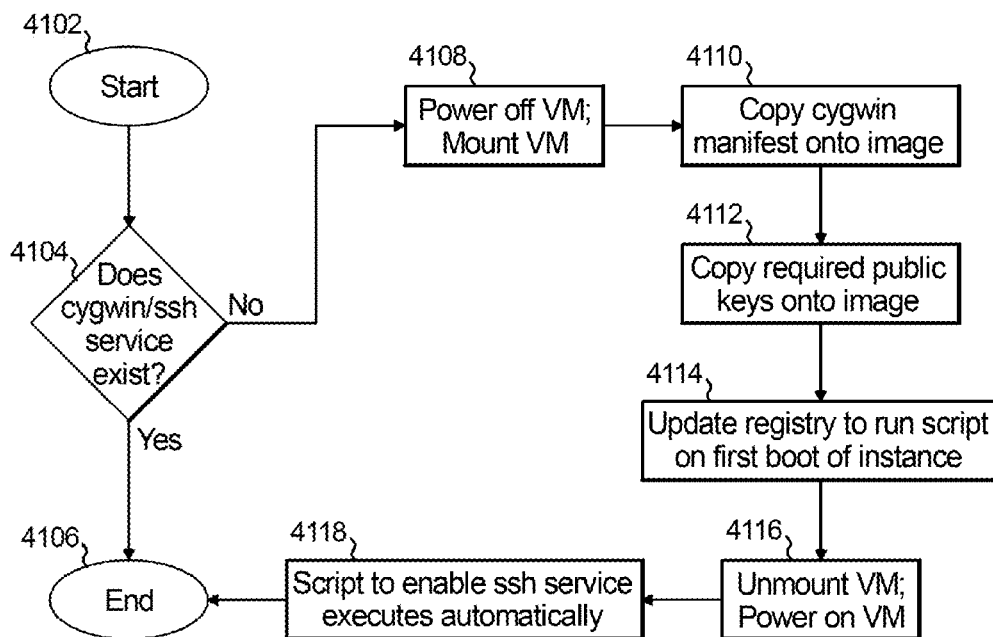 4102
Start
4104
Does
cygwin/ssh
service
exist?
No
Yes
4108
Power off VM;
Mount VM
4110
Copy cygwin
manifest onto image
4112
Copy required public
keys onto image
4114
Update registry to run script
on first boot of instance
4116
Unmount VM;
Power on VM
4118
Script to enable ssh service
executes automatically
4106
End